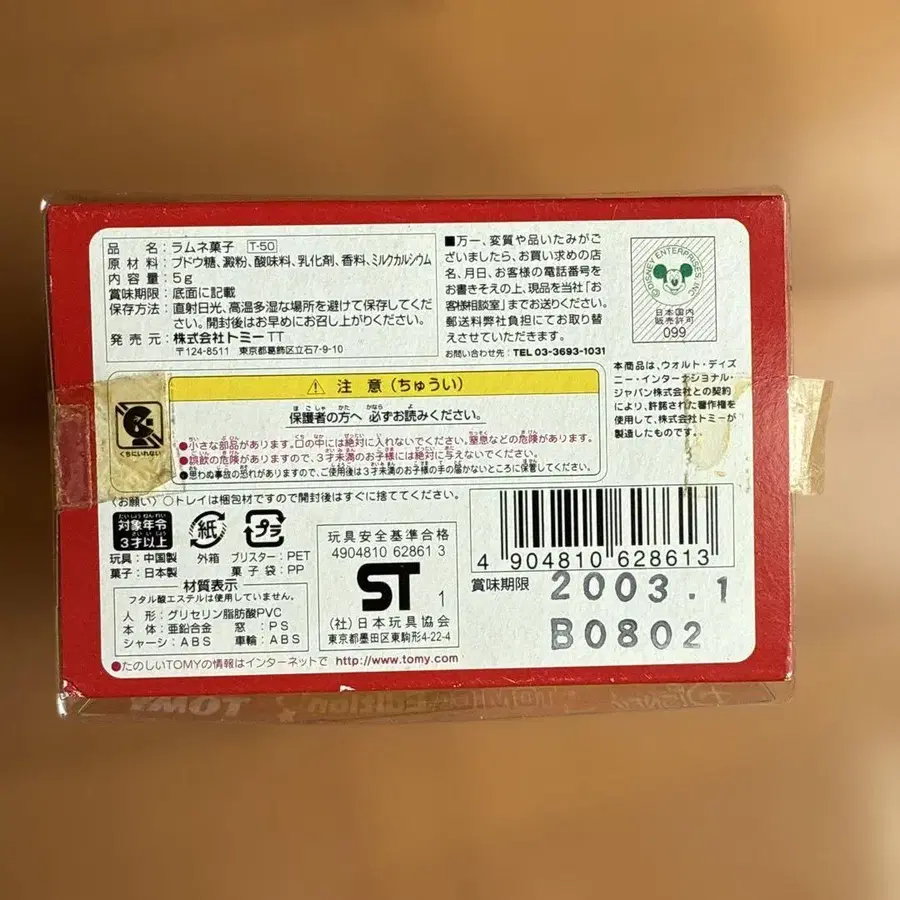 品名:ラムネ菓子 T-50
原材料:ブドウ糖、澱粉、酸味料、乳化剤、香料、ミルクカルシウム
内容量:5g
賞味期限:底面に記載
保存方法:直射日光、高温多湿な場所を避けて保存してくだ
さい。開封後はお早めにお召し上がりください。
発売元:株式会社トミーTT
〒124-8511 東京都葛飾区立石7-9-10
■万一、変質や品いたみがご
ざいましたら、お買い求めの店
名、月日、お客様の電話番号を
お書きそえの上、現品を当社「お
客様相談室」までお送りください。
郵送料弊社負担にてお取り替
えさせていただきます。
お問い合わせ先:TEL 03-3693-1031
©DISNEY ENTERPRISES, INC
日本国内
販売許可
099
本商品は、ウォルト・ディズ
ニー・インターナショナル・
ジャパン株式会社との契約
により、許諾された著作権を
使用して、株式会社トミーが
製造したものです。
くちにいれない
⚠ 注意(ちゅうい)
保護者の方へ 必ずお読みください。
●小さな部品があります。口の中には絶対に入れないでください。窒息などの危険があります。
●誤飲の危険がありますので、3才未満のお子様には絶対に与えないでください。
●思わぬ事故の恐れがありますので、ご使用後は3才未満のお子様の手の届かないところに保管してください。
〈お願い〉○トレイは梱包材ですので開封後はすぐに捨ててください。
たいしょうねんれい
対象年令
3才以上
紙
外箱
プラ
ブリスター:PET
菓子袋:PP
玩具:中国製
菓子:日本製
材質表示
フタル酸エステルは使用していません。
人形:グリセリン脂肪酸PVC
本体:亜鉛合金 窓:PS
シャーシ:ABS 車輪:ABS
玩具安全基準合格
4904810 62861 3
ST 1
(社)日本玩具協会
東京都墨田区東駒形4-22-4
4 904810 628613
賞味期限 2003.1
B0802
●たのしいTOMYの情報はインターネットで http://www.tomy.com